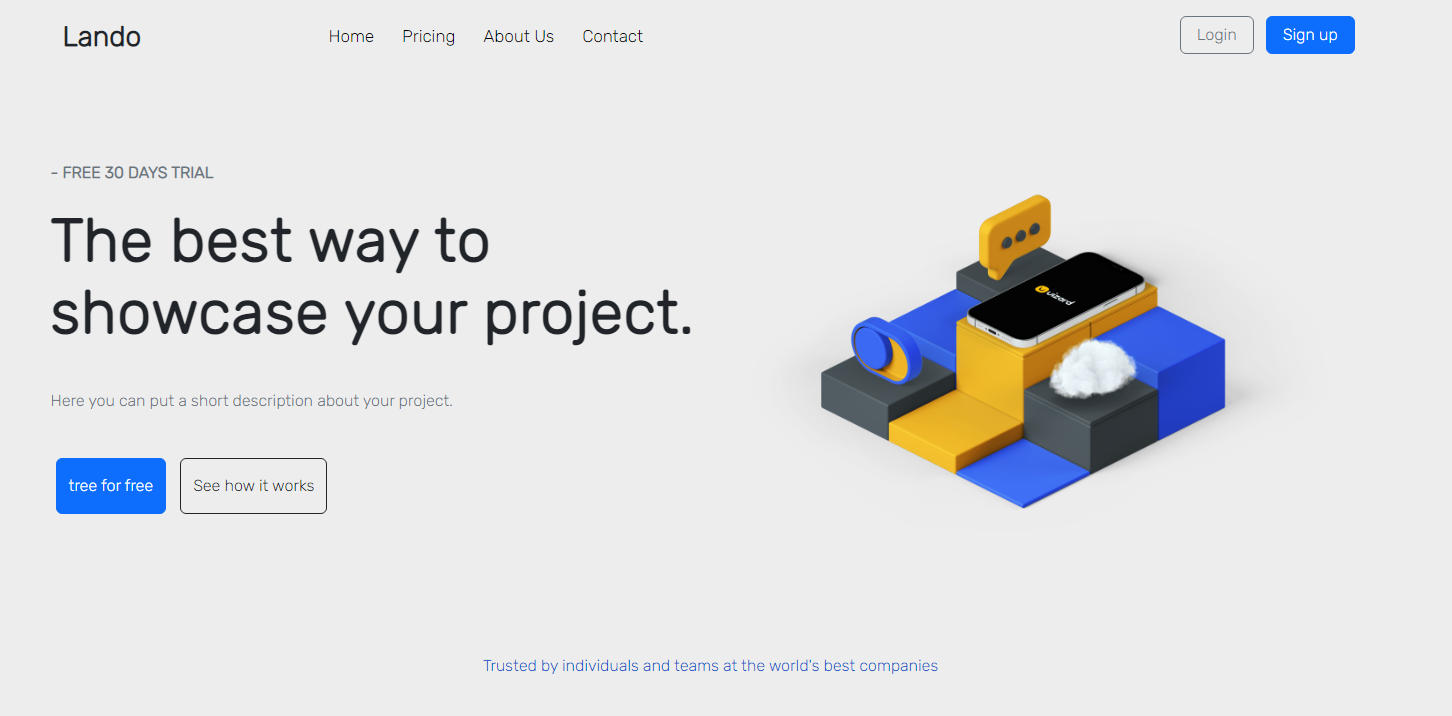 Lando
Home Pricing About Us Contact
Login Sign up
- FREE 30 DAYS TRIAL
The best way to
showcase your project.
Here you can put a short description about your project.
tree for free See how it works
uizard
Trusted by individuals and teams at the world's best companies